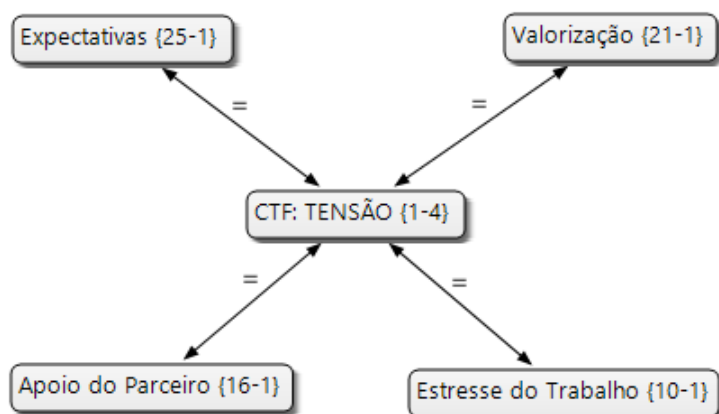 Expectativas {25-1}
Valorização {21-1}
=
=
CTF: TENSÃO {1-4}
=
=
Apoio do Parceiro {16-1}
Estresse do Trabalho {10-1}